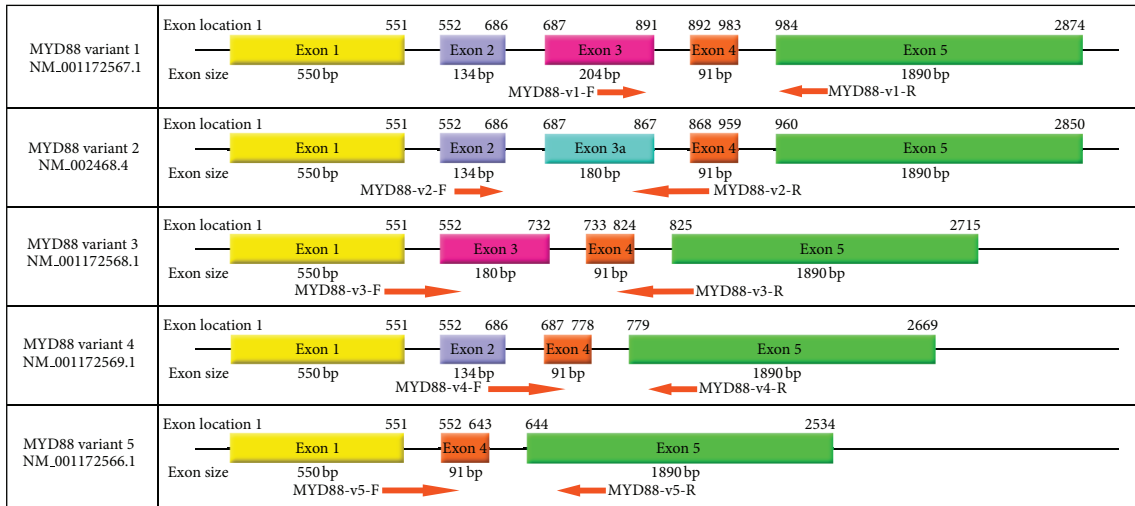 MYD88 variant 1
NM_001172567.1
Exon location 1 551 552 686 687 891 892 983 984 2874
Exon 1 Exon 2 Exon 3 Exon 4 Exon 5
Exon size 550 bp 134 bp 204 bp 91 bp 1890 bp
MYD88-v1-F MYD88-v1-R
MYD88 variant 2
NM_002468.4
Exon location 1 551 552 686 687 867 868 959 960 2850
Exon 1 Exon 2 Exon 3a Exon 4 Exon 5
Exon size 550 bp 134 bp 180 bp 91 bp 1890 bp
MYD88-v2-F MYD88-v2-R
MYD88 variant 3
NM_001172568.1
Exon location 1 551 552 732 733 824 825 2715
Exon 1 Exon 3 Exon 4 Exon 5
Exon size 550 bp 180 bp 91 bp 1890 bp
MYD88-v3-F MYD88-v3-R
MYD88 variant 4
NM_001172569.1
Exon location 1 551 552 686 687 778 779 2669
Exon 1 Exon 2 Exon 4 Exon 5
Exon size 550 bp 134 bp 91 bp 1890 bp
MYD88-v4-F MYD88-v4-R
MYD88 variant 5
NM_001172566.1
Exon location 1 551 552 643 644 2534
Exon 1 Exon 4 Exon 5
Exon size 550 bp 91 bp 1890 bp
MYD88-v5-F MYD88-v5-R